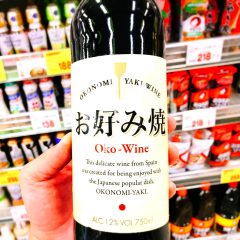 OKONOMI YAKI WINE
お好み焼
Oko-Wine
This delicate wine from Spain
was created for being enjoyed with
the Japanese popular dish,
OKONOMI-YAKI.
ALC.12% VOL.750ml
218